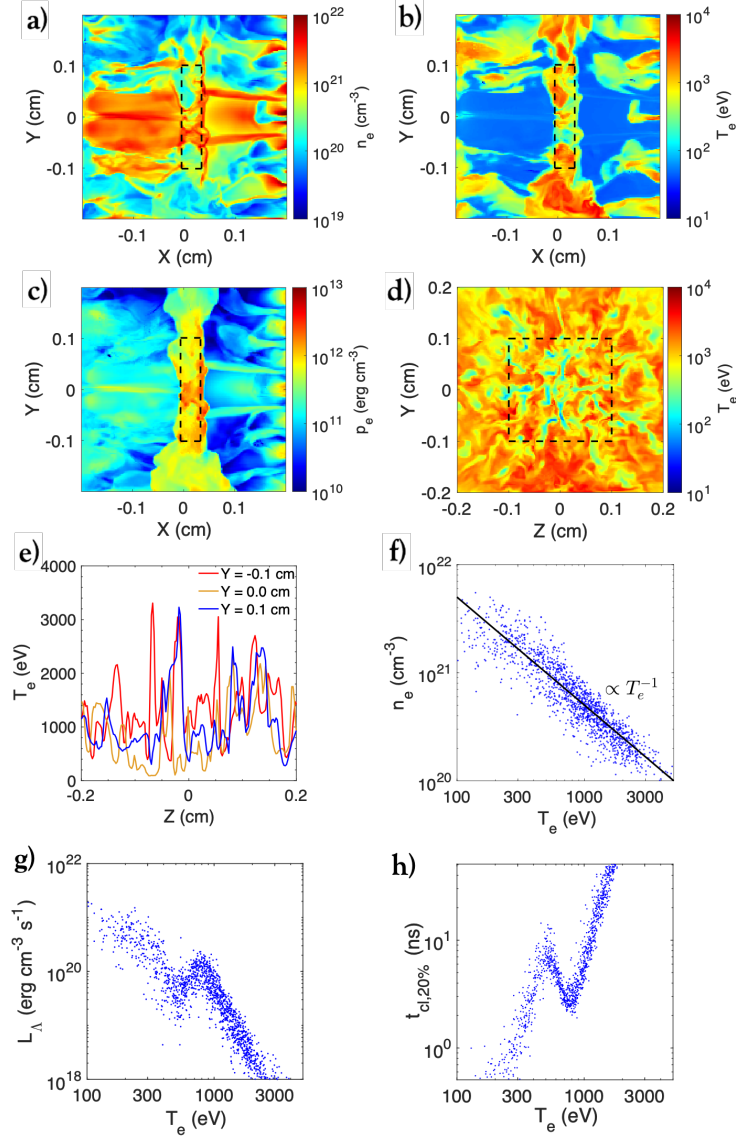 a)
Y (cm)
0.1
0
-0.1
-0.1 0 0.1
X (cm)
10^22
10^21
10^20
10^19
n_e (cm^-3)
b)
Y (cm)
0.1
0
-0.1
-0.1 0 0.1
X (cm)
10^4
10^3
10^2
10^1
T_e (eV)
c)
Y (cm)
0.1
0
-0.1
-0.1 0 0.1
X (cm)
10^13
10^12
10^11
10^10
p_e (erg cm^-3)
d)
Y (cm)
0.2
0.1
0
-0.1
-0.2
-0.2 -0.1 0 0.1 0.2
Z (cm)
10^4
10^3
10^2
10^1
T_e (eV)
e)
T_e (eV)
4000
3000
2000
1000
0
Y = -0.1 cm
Y = 0.0 cm
Y = 0.1 cm
-0.2 0 0.2
Z (cm)
f)
n_e (cm^-3)
10^22
10^21
10^20
∝ T_e^-1
100 300 1000 3000
T_e (eV)
g)
L_Λ (erg cm^-3 s^-1)
10^22
10^20
10^18
100 300 1000 3000
T_e (eV)
h)
t_cl,20% (ns)
10^1
10^0
100 300 1000 3000
T_e (eV)